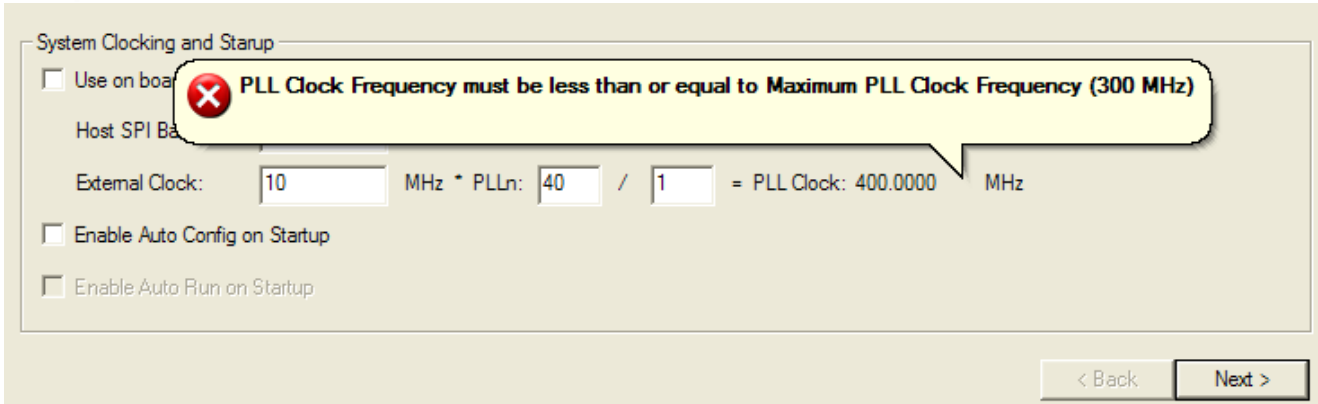 System Clocking and Starup
Use on boa
PLL Clock Frequency must be less than or equal to Maximum PLL Clock Frequency (300 MHz)
Host SPI Ba
External Clock: 10 MHz * PLLn: 40 / 1 = PLL Clock: 400.0000 MHz
Enable Auto Config on Startup
Enable Auto Run on Startup
< Back Next >